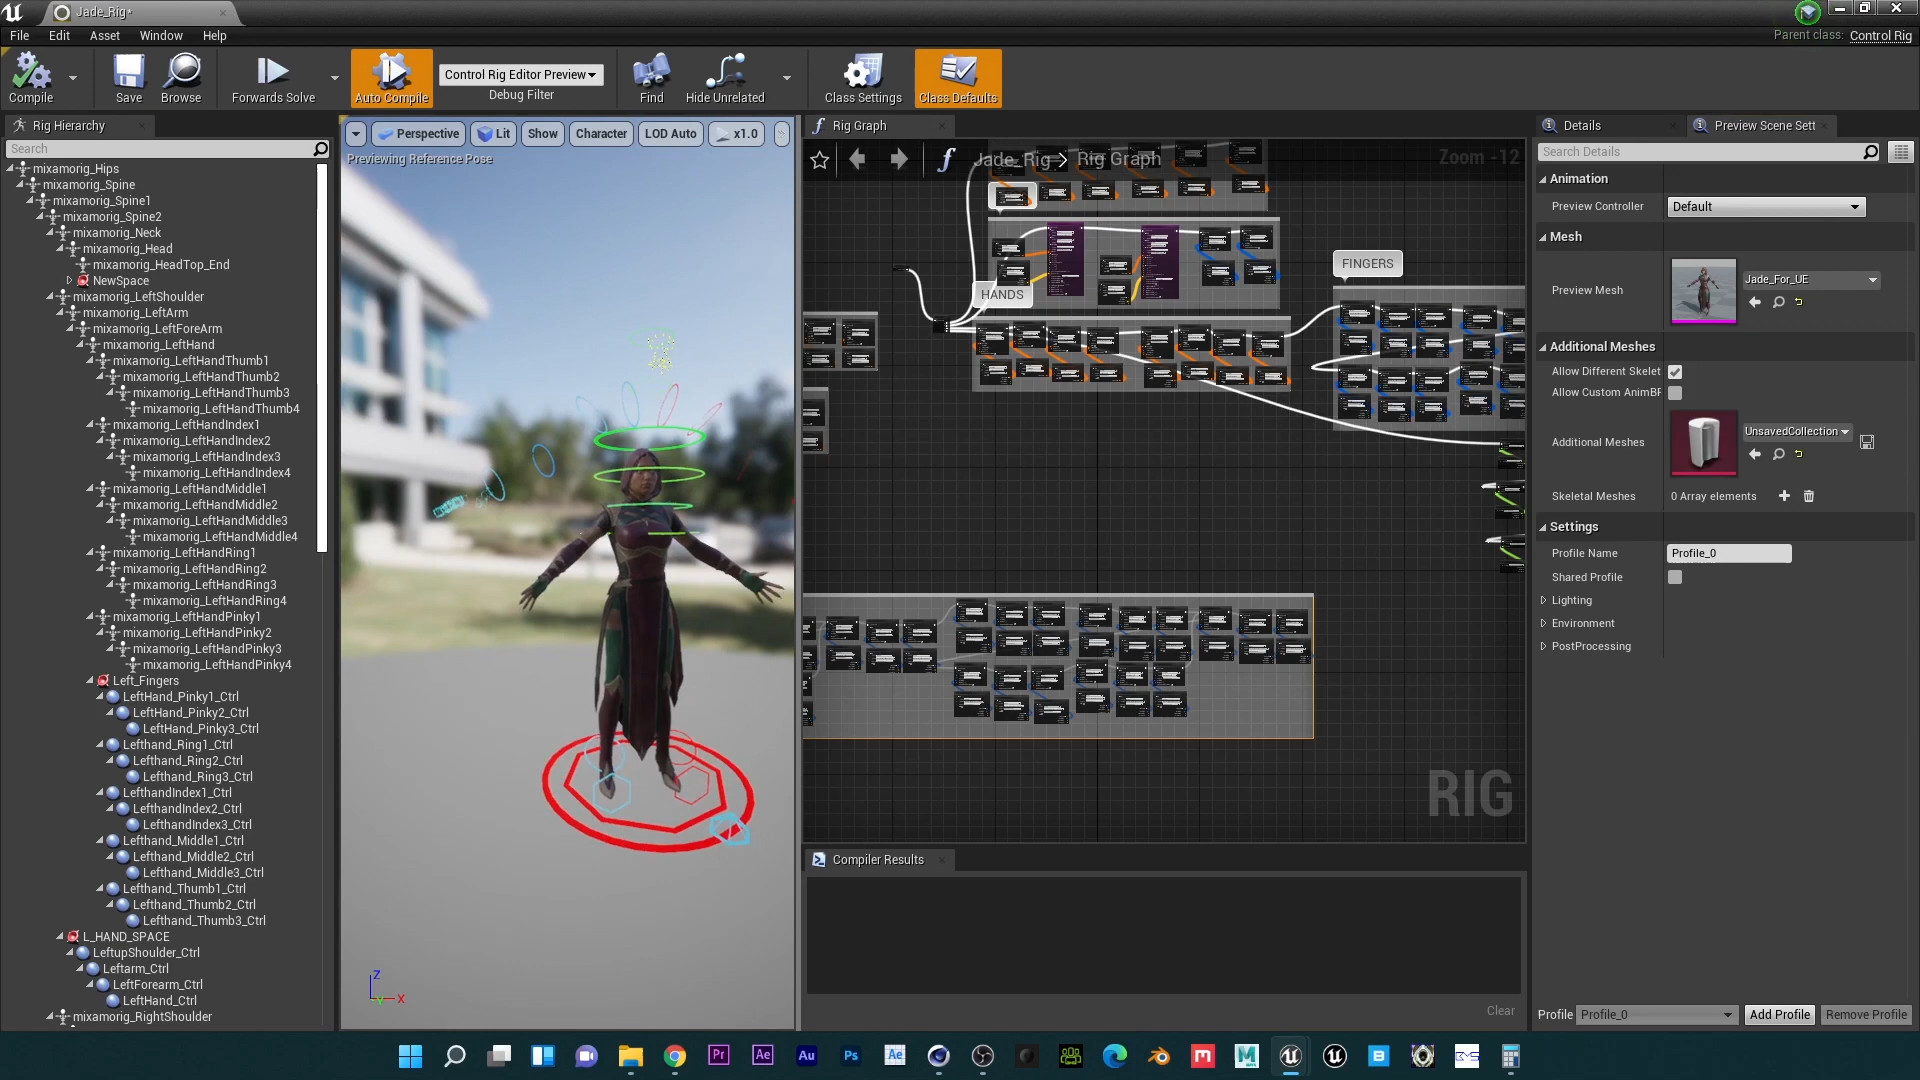 Jade_Rig*
File Edit Asset Window Help
Parent class: Control Rig
Compile
Save
Browse
Forwards Solve
Auto Compile
Control Rig Editor Preview
Debug Filter
Find
Hide Unrelated
Class Settings
Class Defaults
Rig Hierarchy
Search
mixamorig_Hips
mixamorig_Spine
mixamorig_Spine1
mixamorig_Spine2
mixamorig_Neck
mixamorig_Head
mixamorig_HeadTop_End
NewSpace
mixamorig_LeftShoulder
mixamorig_LeftArm
mixamorig_LeftForeArm
mixamorig_LeftHand
mixamorig_LeftHandThumb1
mixamorig_LeftHandThumb2
mixamorig_LeftHandThumb3
mixamorig_LeftHandThumb4
mixamorig_LeftHandIndex1
mixamorig_LeftHandIndex2
mixamorig_LeftHandIndex3
mixamorig_LeftHandIndex4
mixamorig_LeftHandMiddle1
mixamorig_LeftHandMiddle2
mixamorig_LeftHandMiddle3
mixamorig_LeftHandMiddle4
mixamorig_LeftHandRing1
mixamorig_LeftHandRing2
mixamorig_LeftHandRing3
mixamorig_LeftHandRing4
mixamorig_LeftHandPinky1
mixamorig_LeftHandPinky2
mixamorig_LeftHandPinky3
mixamorig_LeftHandPinky4
Left_Fingers
LeftHand_Pinky1_Ctrl
LeftHand_Pinky2_Ctrl
LeftHand_Pinky3_Ctrl
Lefthand_Ring1_Ctrl
Lefthand_Ring2_Ctrl
Lefthand_Ring3_Ctrl
LefthandIndex1_Ctrl
LefthandIndex2_Ctrl
LefthandIndex3_Ctrl
Lefthand_Middle1_Ctrl
Lefthand_Middle2_Ctrl
Lefthand_Middle3_Ctrl
Lefthand_Thumb1_Ctrl
Lefthand_Thumb2_Ctrl
Lefthand_Thumb3_Ctrl
L_HAND_SPACE
LeftupShoulder_Ctrl
Leftarm_Ctrl
LeftForearm_Ctrl
LeftHand_Ctrl
mixamorig_RightShoulder
Perspective Lit Show Character LOD Auto x1.0
Previewing Reference Pose
Z
Y
X
Rig Graph
Jade_Rig > Rig Graph
Zoom -12
HANDS
FINGERS
RIG
Compiler Results
Clear
Details
Preview Scene Sett
Search Details
Animation
Preview Controller Default
Mesh
Preview Mesh Jade_For_UE
Additional Meshes
Allow Different Skelet
Allow Custom AnimBF
Additional Meshes UnsavedCollection
Skeletal Meshes 0 Array elements
Settings
Profile Name Profile_0
Shared Profile
Lighting
Environment
PostProcessing
Profile Profile_0 Add Profile Remove Profile
Pr Ae Au Ps Ae